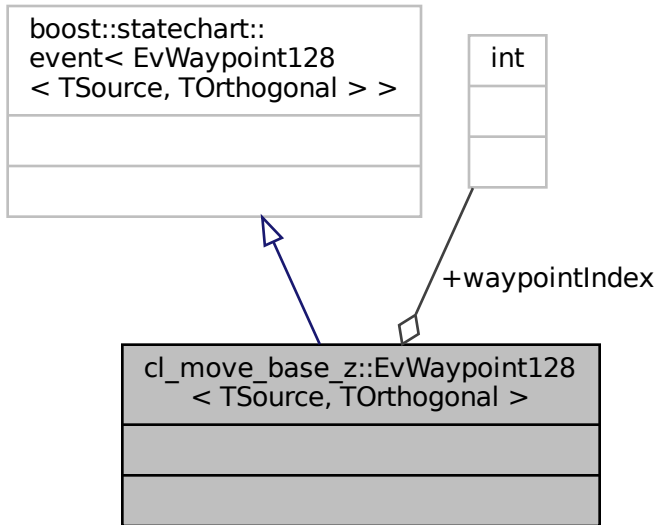 boost::statechart::
event< EvWaypoint128
< TSource, TOrthogonal > >
int
+waypointIndex
cl_move_base_z::EvWaypoint128
< TSource, TOrthogonal >